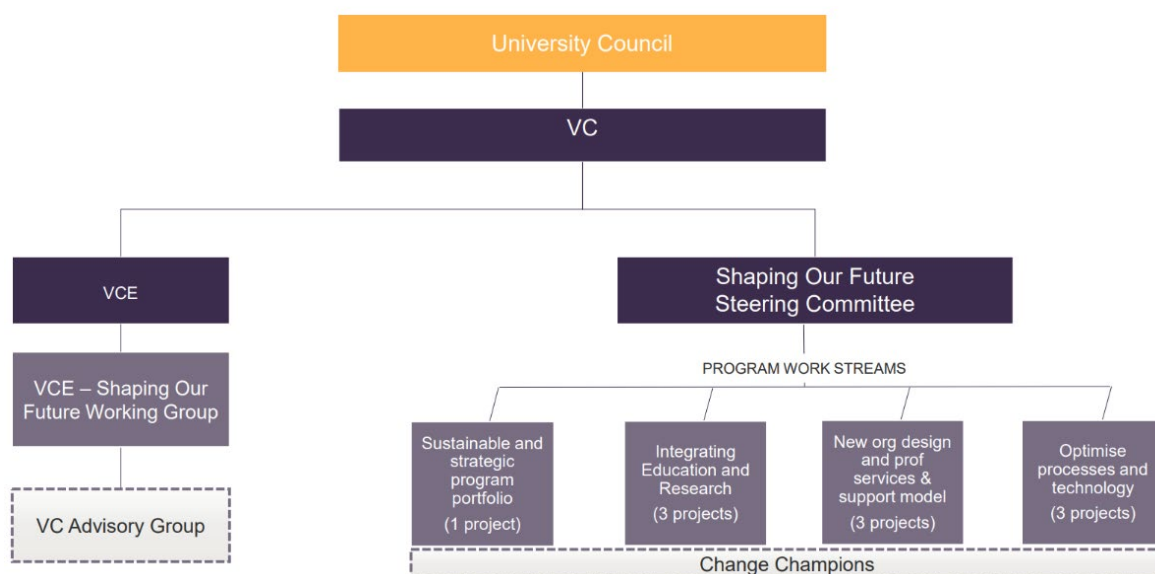 University Council
VC
VCE
Shaping Our Future
Steering Committee
VCE – Shaping Our
Future Working Group
VC Advisory Group
PROGRAM WORK STREAMS
Sustainable and
strategic
program
portfolio
(1 project)
Integrating
Education and
Research
(3 projects)
New org design
and prof
services &
support model
(3 projects)
Optimise
processes and
technology
(3 projects)
Change Champions